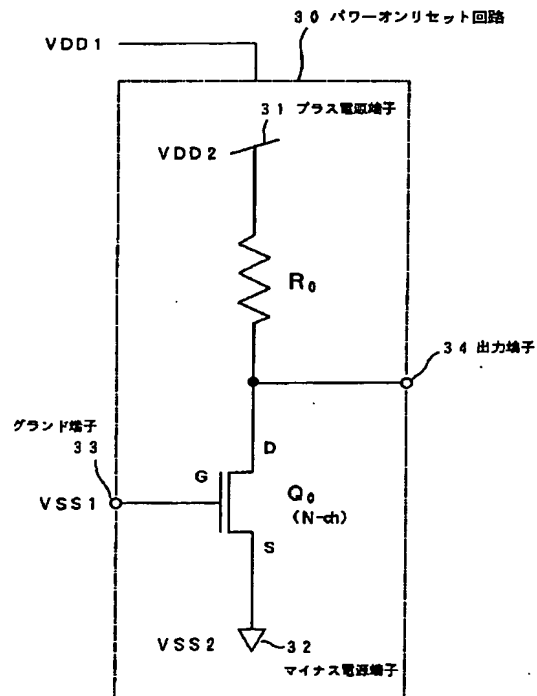 30 パワーオンリセット回路
VDD1
31 プラス電源端子
VDD2
R₀
34 出力端子
グランド端子
33
D
G
VSS1
Q₀
(N-ch)
S
VSS2
32
マイナス電源端子